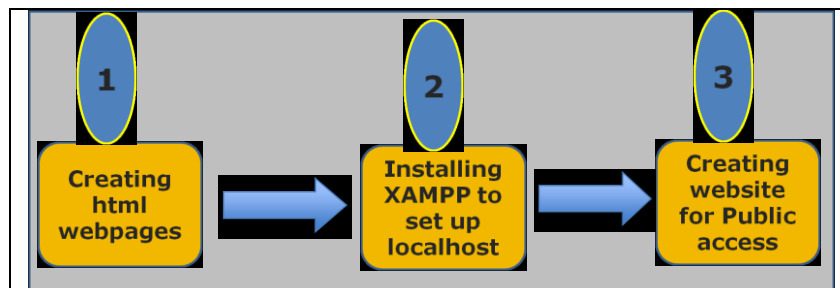 1
Creating
html
webpages
2
Installing
XAMPP to
set up
localhost
3
Creating
website
for Public
access